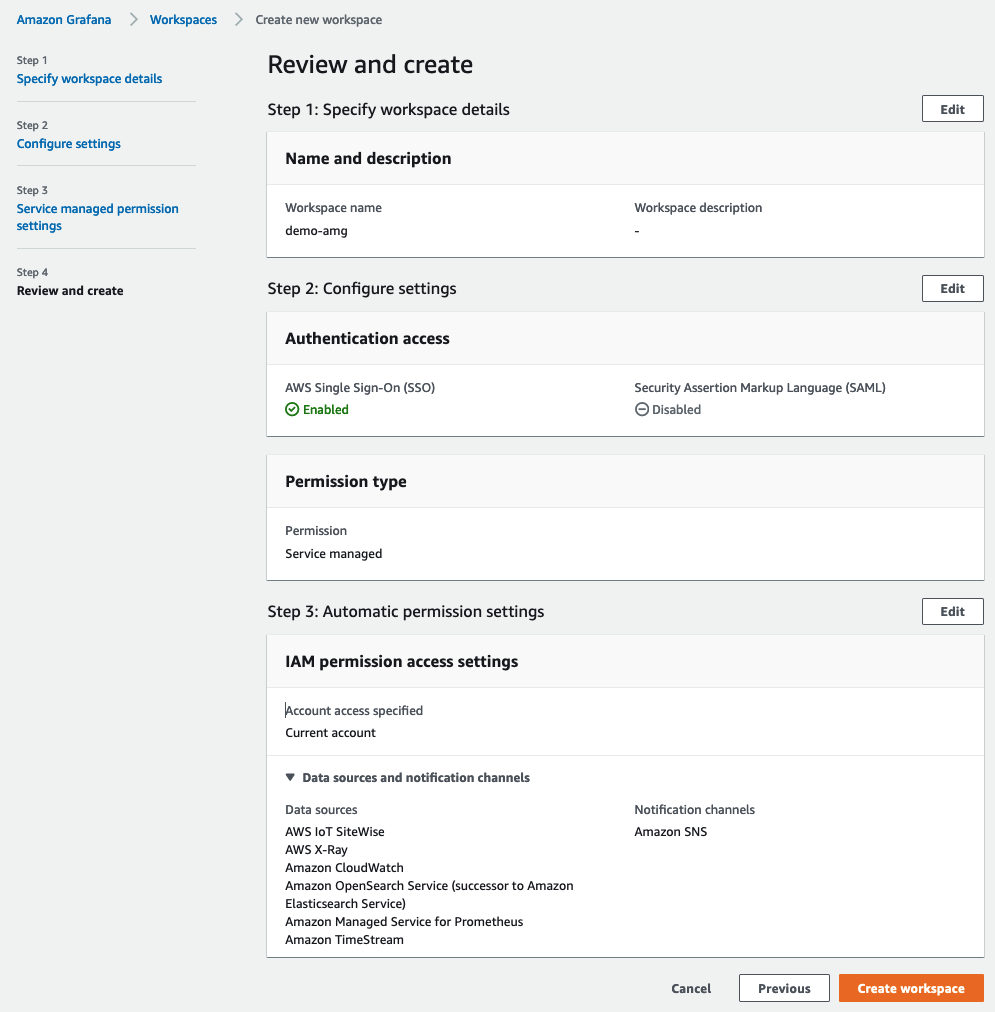 Amazon Grafana > Workspaces > Create new workspace
Step 1
Specify workspace details
Step 2
Configure settings
Step 3
Service managed permission
settings
Step 4
Review and create
Review and create
Step 1: Specify workspace details
Edit
Name and description
Workspace name
demo-amg
Workspace description
-
Step 2: Configure settings
Edit
Authentication access
AWS Single Sign-On (SSO)
Enabled
Security Assertion Markup Language (SAML)
Disabled
Permission type
Permission
Service managed
Step 3: Automatic permission settings
Edit
IAM permission access settings
Account access specified
Current account
Data sources and notification channels
Data sources
AWS IoT SiteWise
AWS X-Ray
Amazon CloudWatch
Amazon OpenSearch Service (successor to Amazon
Elasticsearch Service)
Amazon Managed Service for Prometheus
Amazon TimeStream
Notification channels
Amazon SNS
Cancel
Previous
Create workspace